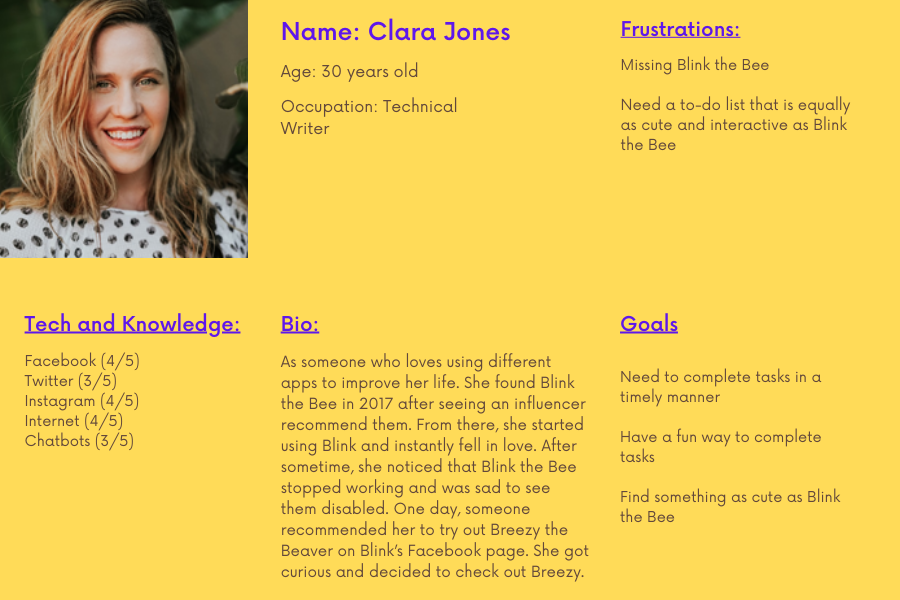 Name: Clara Jones
Age: 30 years old
Occupation: Technical
Writer
Frustrations:
Missing Blink the Bee
Need a to-do list that is equally
as cute and interactive as Blink
the Bee
Tech and Knowledge:
Facebook (4/5)
Twitter (3/5)
Instagram (4/5)
Internet (4/5)
Chatbots (3/5)
Bio:
As someone who loves using different
apps to improve her life. She found Blink
the Bee in 2017 after seeing an influencer
recommend them. From there, she started
using Blink and instantly fell in love. After
sometime, she noticed that Blink the Bee
stopped working and was sad to see
them disabled. One day, someone
recommended her to try out Breezy the
Beaver on Blink's Facebook page. She got
curious and decided to check out Breezy.
Goals
Need to complete tasks in a
timely manner
Have a fun way to complete
tasks
Find something as cute as Blink
the Bee